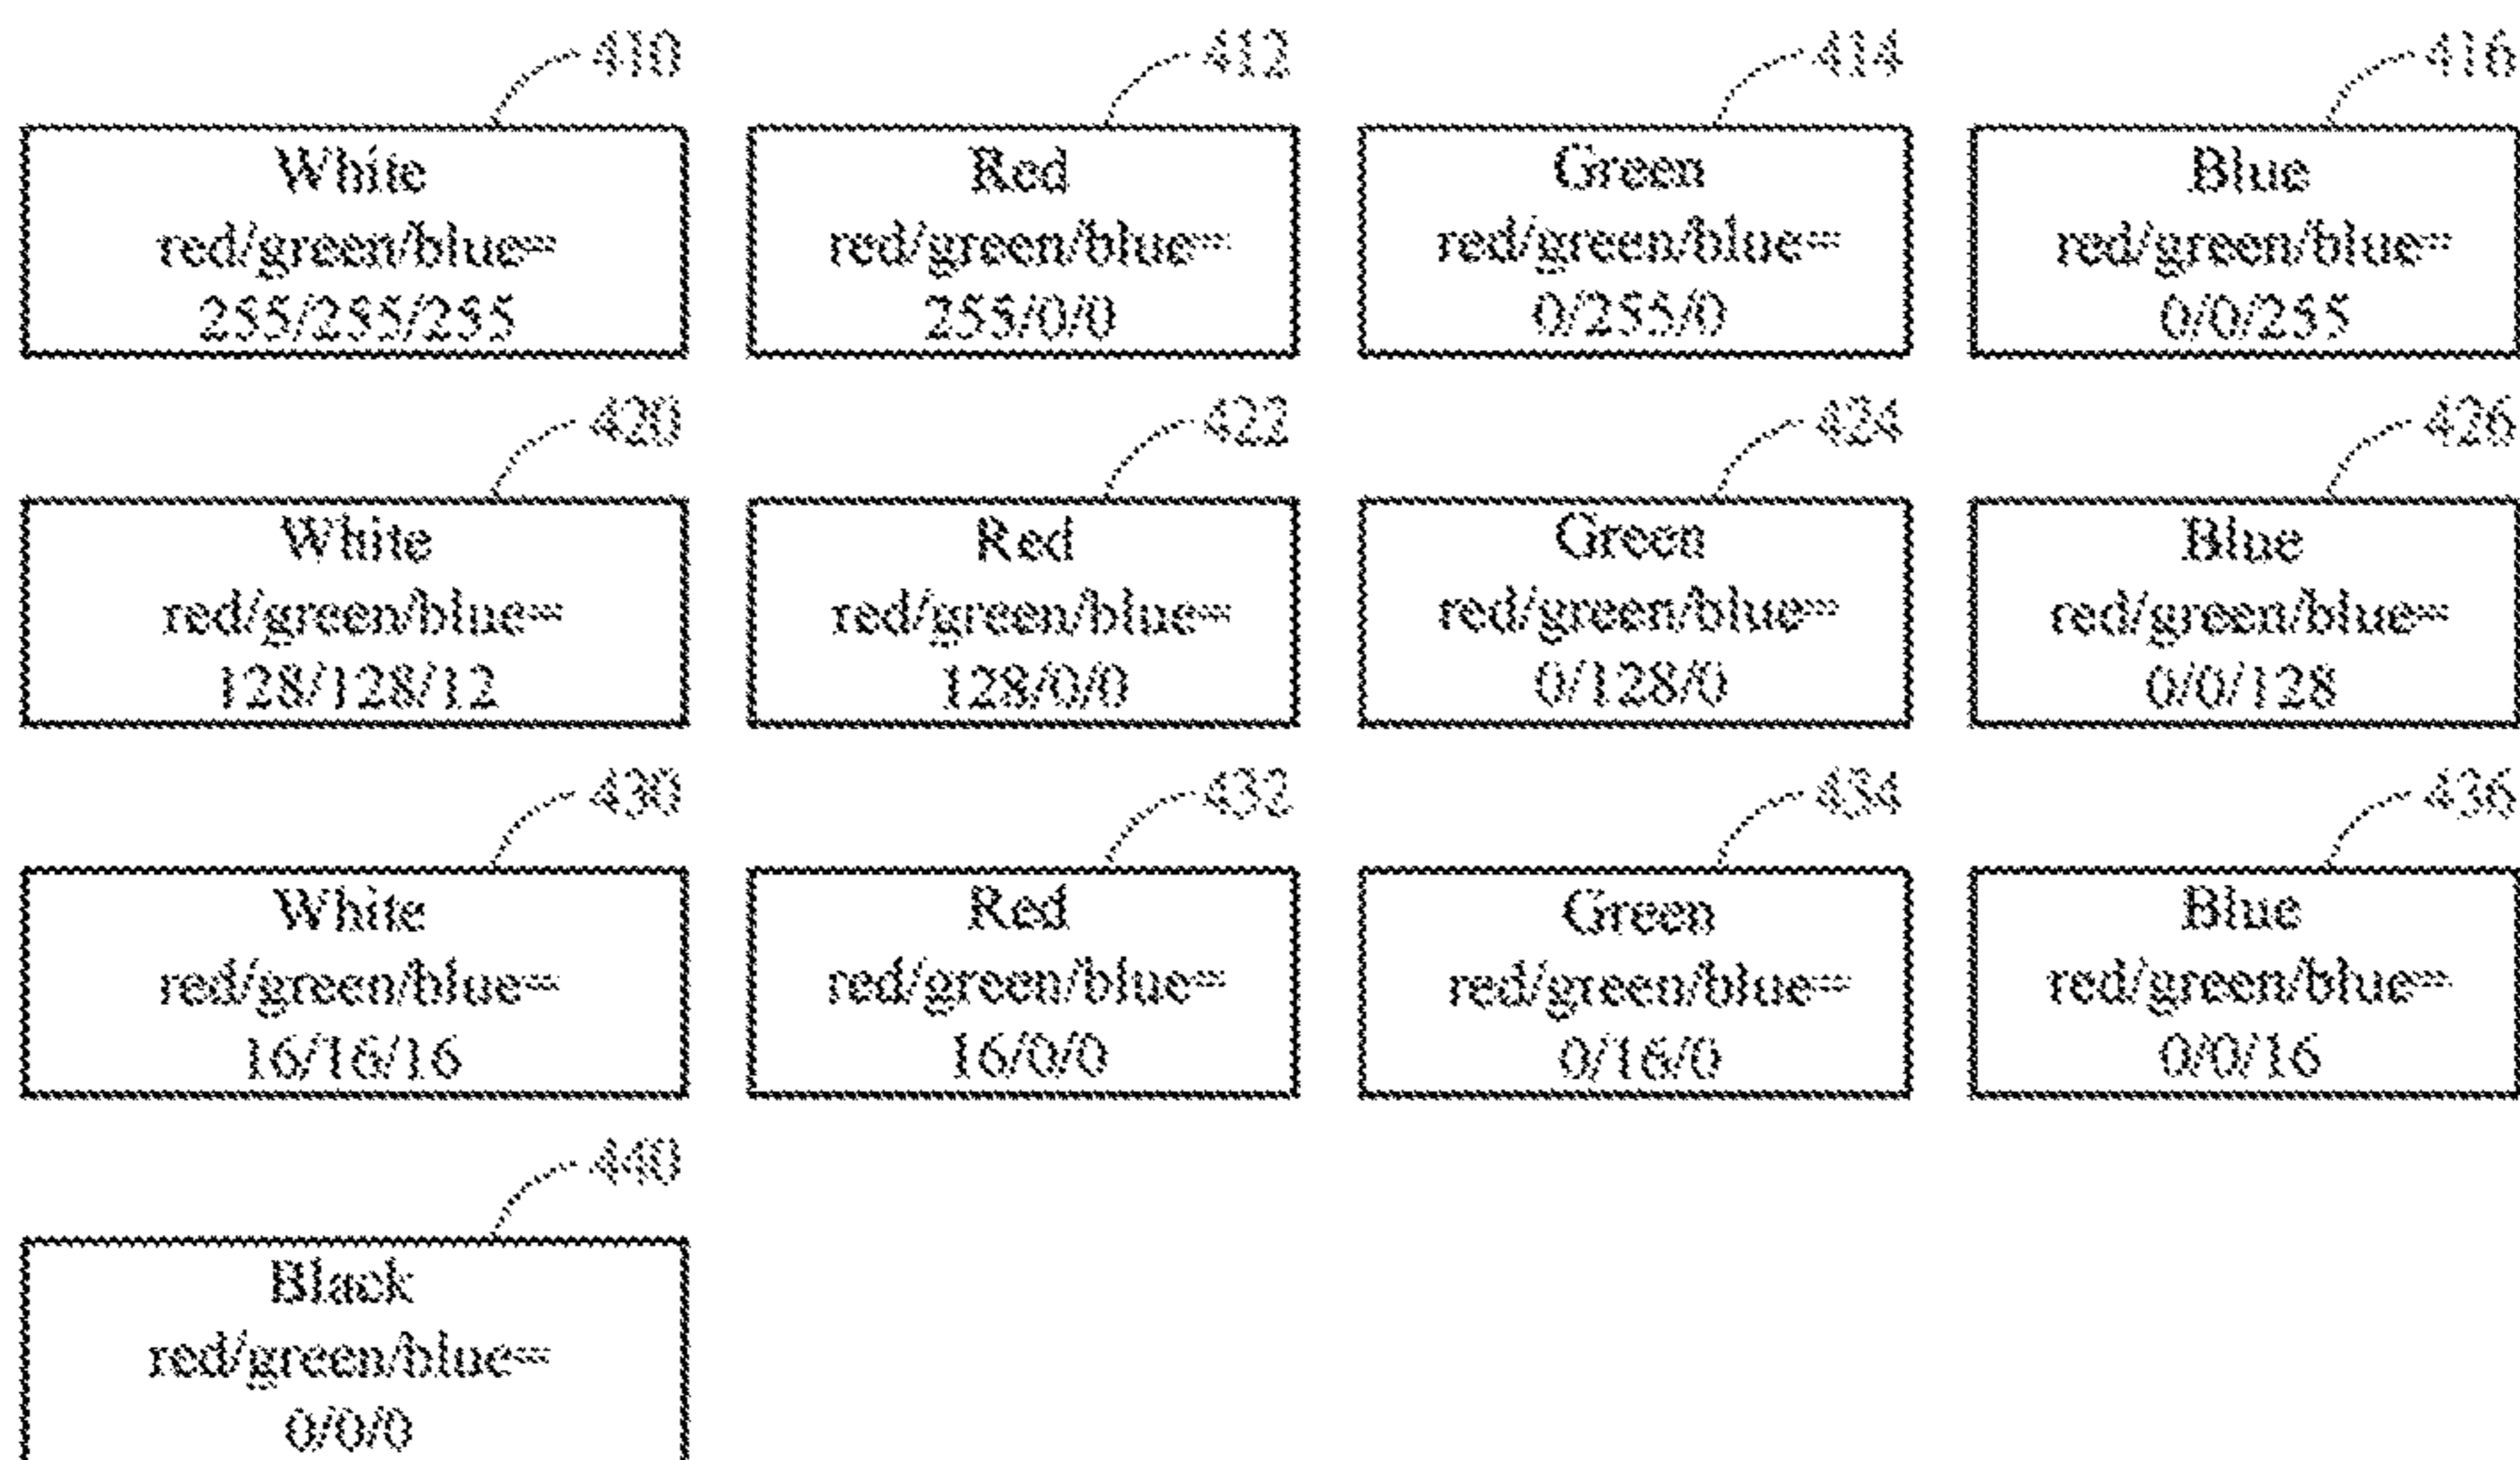 410
412
414
416
White
red/green/blue=
255/255/255
Red
red/green/blue=
255/0/0
Green
red/green/blue=
0/255/0
Blue
red/green/blue=
0/0/255
420
422
424
426
White
red/green/blue=
128/128/12
Red
red/green/blue=
128/0/0
Green
red/green/blue=
0/128/0
Blue
red/green/blue=
0/0/128
430
432
434
436
White
red/green/blue=
16/16/16
Red
red/green/blue=
16/0/0
Green
red/green/blue=
0/16/0
Blue
red/green/blue=
0/0/16
440
Black
red/green/blue=
0/0/0